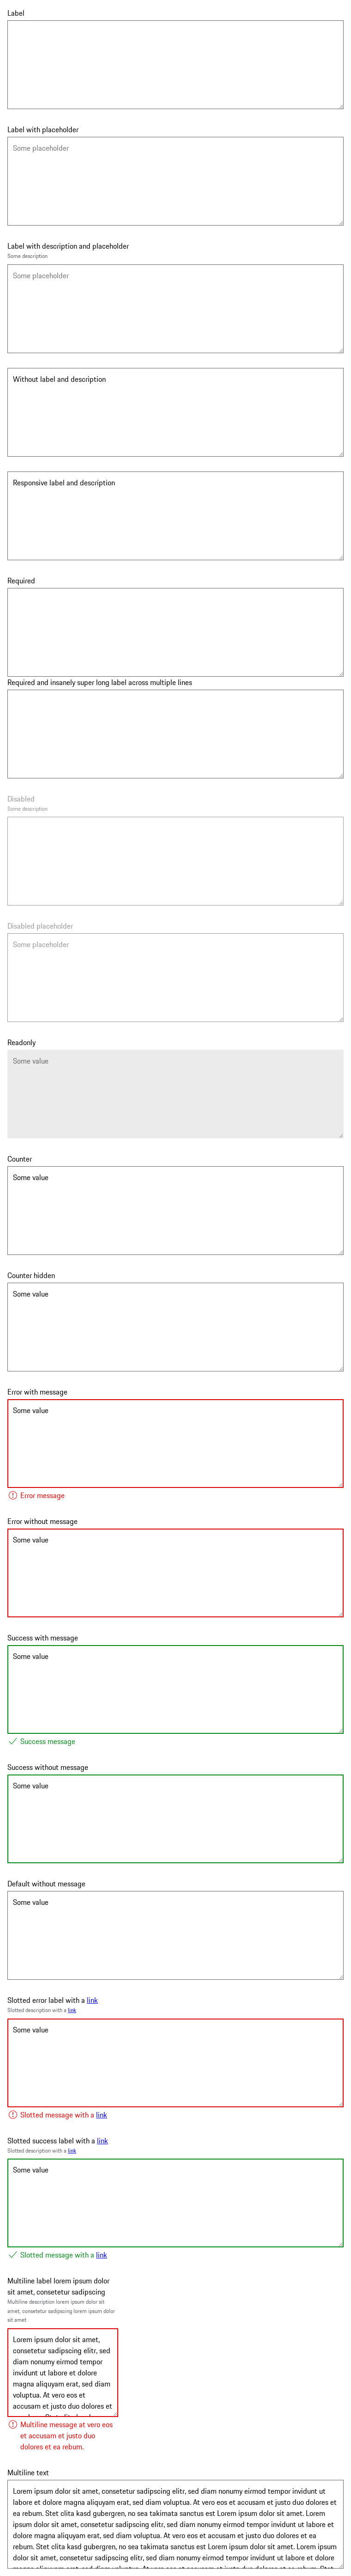 Label
Label with placeholder
Some placeholder
Label with description and placeholder
Some description
Some placeholder
Without label and description
Responsive label and description
Required
Required and insanely super long label across multiple lines
Disabled
Some description
Disabled placeholder
Some placeholder
Readonly
Some value
Counter
Some value
Counter hidden
Some value
Error with message
Some value
Error message
Error without message
Some value
Success with message
Some value
Success message
Success without message
Some value
Default without message
Some value
Slotted error label with a link
Slotted description with a link
Some value
Slotted message with a link
Slotted success label with a link
Slotted description with a link
Some value
Slotted message with a link
Multiline label lorem ipsum dolor
sit amet, consetetur sadipscing
Multiline description lorem ipsum dolor sit
amet, consetetur sadipscing lorem ipsum dolor
sit amet
Lorem ipsum dolor sit amet,
consetetur sadipscing elitr, sed
diam nonumy eirmod tempor
invidunt ut labore et dolore
magna aliquyam erat, sed diam
voluptua. At vero eos et
accusam et justo duo dolores et
Multiline message at vero eos
et accusam et justo duo
dolores et ea rebum.
Multiline text
Lorem ipsum dolor sit amet, consetetur sadipscing elitr, sed diam nonumy eirmod tempor invidunt ut
labore et dolore magna aliquyam erat, sed diam voluptua. At vero eos et accusam et justo duo dolores et
ea rebum. Stet clita kasd gubergren, no sea takimata sanctus est Lorem ipsum dolor sit amet. Lorem
ipsum dolor sit amet, consetetur sadipscing elitr, sed diam nonumy eirmod tempor invidunt ut labore et
dolore magna aliquyam erat, sed diam voluptua. At vero eos et accusam et justo duo dolores et ea
rebum. Stet clita kasd gubergren, no sea takimata sanctus est Lorem ipsum dolor sit amet. Lorem ipsum
dolor sit amet, consetetur sadipscing elitr, sed diam nonumy eirmod tempor invidunt ut labore et dolore